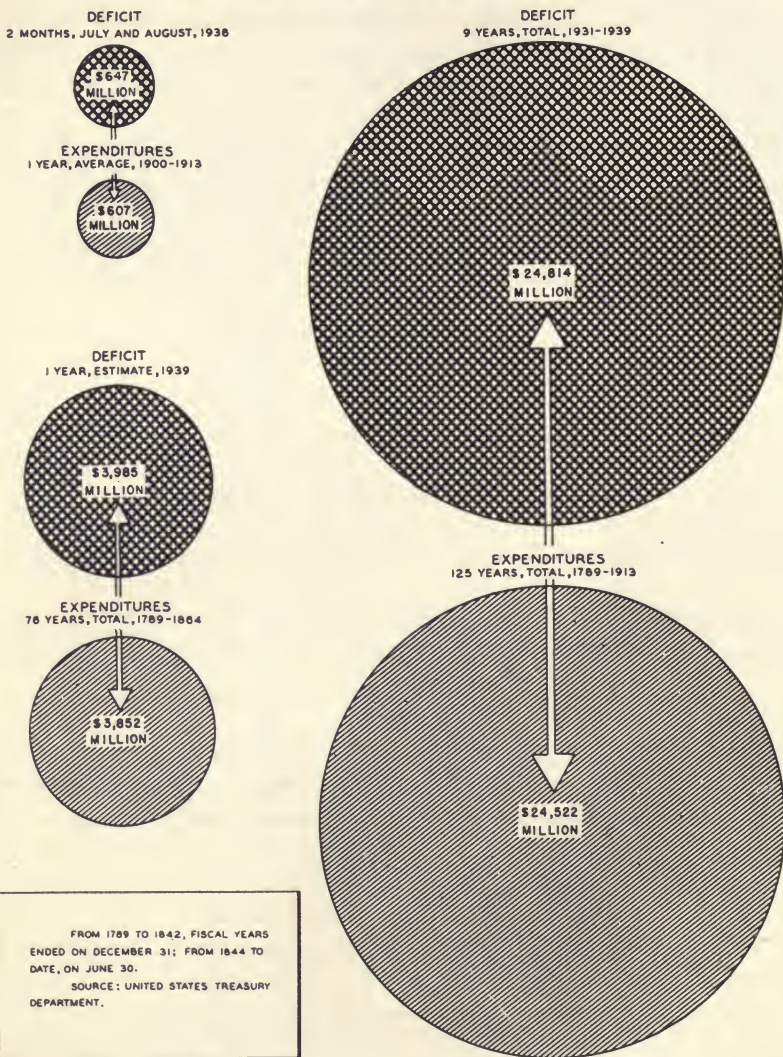 DEFICIT
2 MONTHS, JULY AND AUGUST, 1938
$647
MILLION
EXPENDITURES
1 YEAR, AVERAGE, 1900-1913
$607
MILLION
DEFICIT
9 YEARS, TOTAL, 1931-1939
$24,814
MILLION
EXPENDITURES
125 YEARS, TOTAL, 1789-1913
$24,522
MILLION
DEFICIT
1 YEAR, ESTIMATE, 1939
$3,985
MILLION
EXPENDITURES
76 YEARS, TOTAL, 1789-1864
$3,852
MILLION
FROM 1789 TO 1842, FISCAL YEARS
ENDED ON DECEMBER 31; FROM 1844 TO
DATE, ON JUNE 30.
SOURCE: UNITED STATES TREASURY
DEPARTMENT.